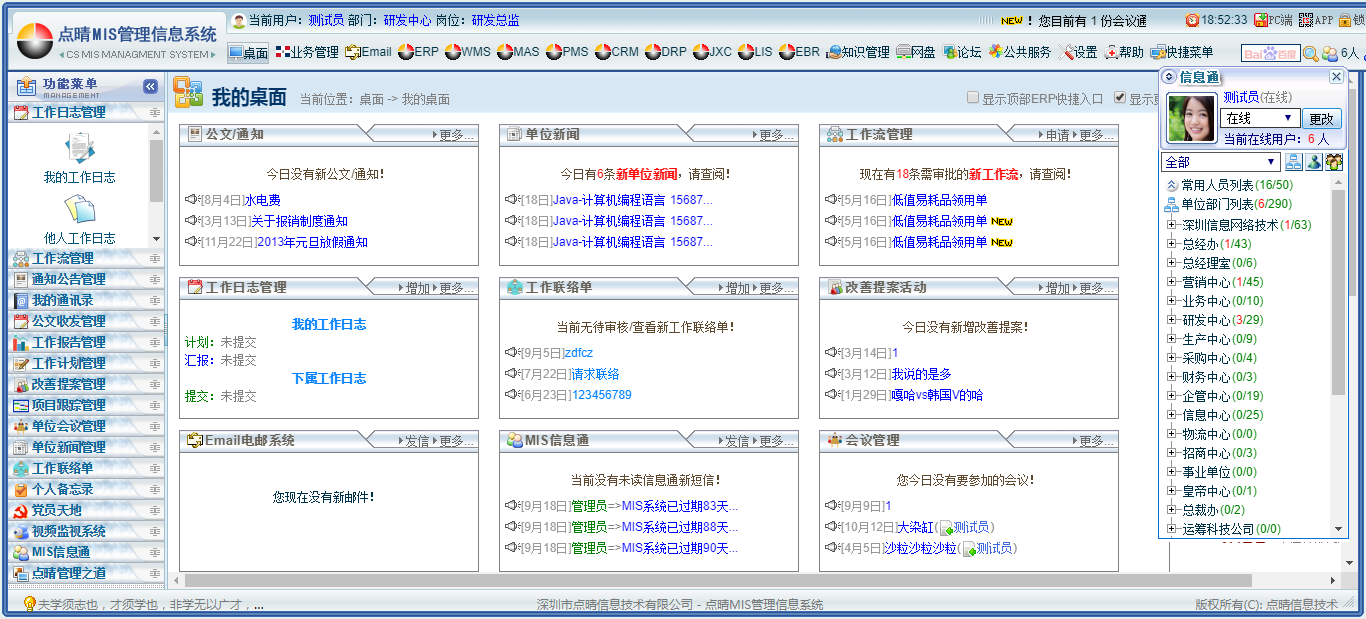 点晴MIS管理信息系统
CS MIS MANAGMENT SYSTEM
当前用户：测试员 部门：研发中心 岗位：研发总监
NEW！您目前有 1 份会议通
18:52:33 PC端 APP 锁
桌面 业务管理 Email ERP WMS MAS PMS CRM DRP JXC LIS EBR 知识管理 网盘 论坛 公共服务 设置 帮助 快捷菜单
Bai 百度
6人
功能菜单
MANAGEMENT
我的桌面
当前位置：桌面 -> 我的桌面
显示顶部ERP快捷入口
工作日志管理
我的工作日志
他人工作日志
工作流管理
通知公告管理
我的通讯录
公文收发管理
工作报告管理
工作计划管理
改善提案管理
项目跟踪管理
单位会议管理
单位新闻管理
工作联络单
个人备忘录
党员天地
视频监视系统
MIS信息通
点晴管理之道
公文/通知
更多...
今日没有新公文/通知！
[8月4日]水电费
[3月13日]关于报销制度通知
[11月22日]2013年元旦放假通知
单位新闻
更多...
今日有6条新单位新闻，请查阅！
[18日]Java-计算机编程语言 15687...
[18日]Java-计算机编程语言 15687...
[18日]Java-计算机编程语言 15687...
工作流管理
申请 更多...
现在有18条需审批的新工作流，请查阅！
[5月16日]低值易耗品领用单
[5月16日]低值易耗品领用单 NEW
[5月16日]低值易耗品领用单 NEW
工作日志管理
增加 更多...
我的工作日志
计划：未提交
汇报：未提交
下属工作日志
提交：未提交
工作联络单
增加 更多...
当前无待审核/查看新工作联络单！
[9月5日]zdfcz
[7月22日]请求联络
[6月23日]123456789
改善提案活动
增加 更多...
今日没有新增改善提案！
[3月14日]1
[3月12日]我说的是多
[1月29日]嘎哈vs韩国V的哈
Email电邮系统
发信 更多...
您现在没有新邮件！
MIS信息通
发信 更多...
当前没有未读信息通新短信！
[9月18日]管理员=>MIS系统已过期83天...
[9月18日]管理员=>MIS系统已过期88天...
[9月18日]管理员=>MIS系统已过期90天...
会议管理
更多...
您今日没有要参加的会议！
[9月9日]1
[10月12日]大染缸(测试员)
[4月5日]沙粒沙粒沙粒(测试员)
信息通
测试员(在线)
在线
更改
当前在线用户：6 人
全部
常用人员列表(16/50)
单位部门列表(6/290)
深圳信息网络技术(1/63)
总经办(1/43)
总经理室(0/6)
营销中心(1/45)
业务中心(0/10)
研发中心(3/29)
生产中心(0/9)
采购中心(0/4)
财务中心(0/3)
企管中心(0/19)
信息中心(0/25)
物流中心(0/0)
招商中心(0/3)
事业单位(0/0)
皇帝中心(0/1)
总裁办(0/2)
运筹科技公司(0/0)
夫学须志也，才须学也，非学无以广才，...
深圳市点晴信息技术有限公司 - 点晴MIS管理信息系统
版权所有(C): 点晴信息技术